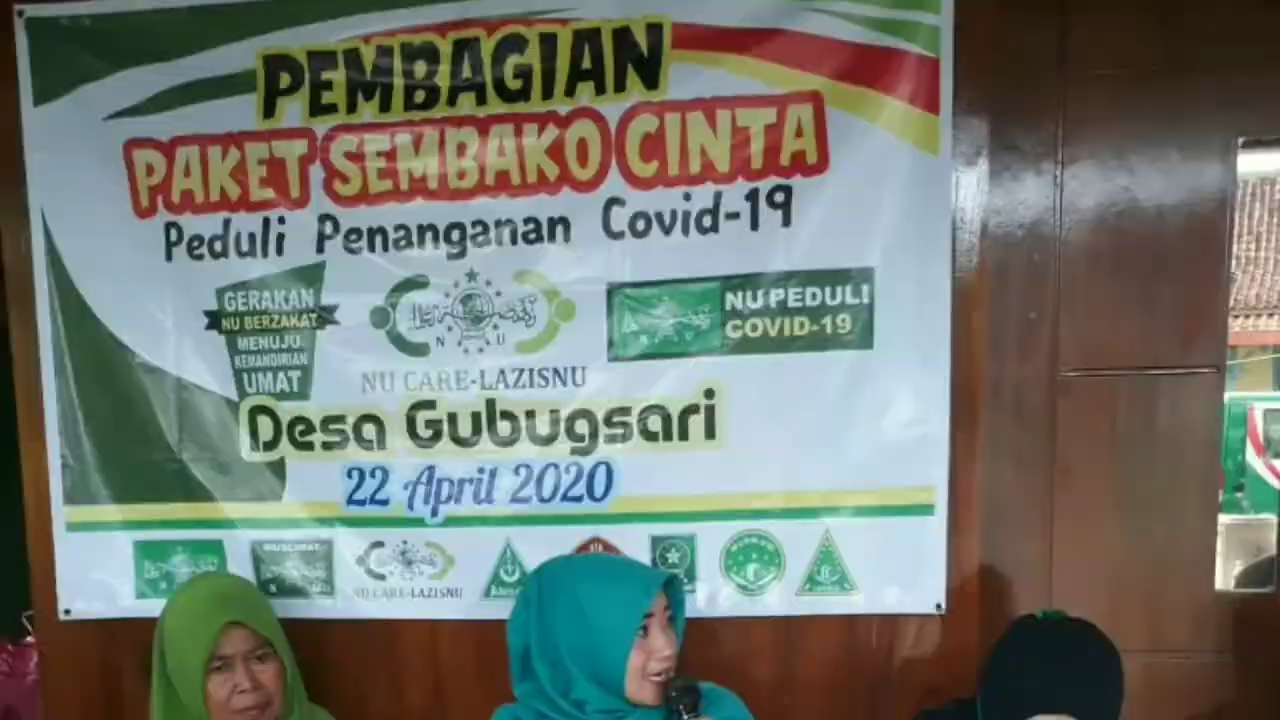 PEMBAGIAN
PAKET SEMBAKO CINTA
Peduli Penanganan Covid-19
GERAKAN
NU BERZAKAT
MENUJU
KEMANDIRIAN
UMAT
N U
NU CARE-LAZISNU
NU PEDULI
COVID-19
Desa Gubugsari
22 April 2020
MUSLIMAT
NU CARE-LAZISNU